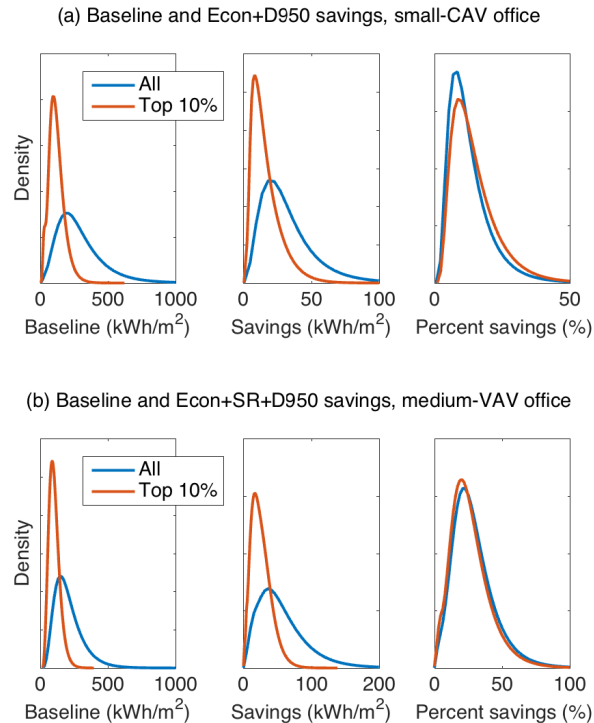 (a) Baseline and Econ+D950 savings, small-CAV office
All
Top 10%
Density
0 500 1000
Baseline (kWh/m²)
0 50 100
Savings (kWh/m²)
0 50
Percent savings (%)
(b) Baseline and Econ+SR+D950 savings, medium-VAV office
All
Top 10%
Density
0 500 1000
Baseline (kWh/m²)
0 100 200
Savings (kWh/m²)
0 50 100
Percent savings (%)